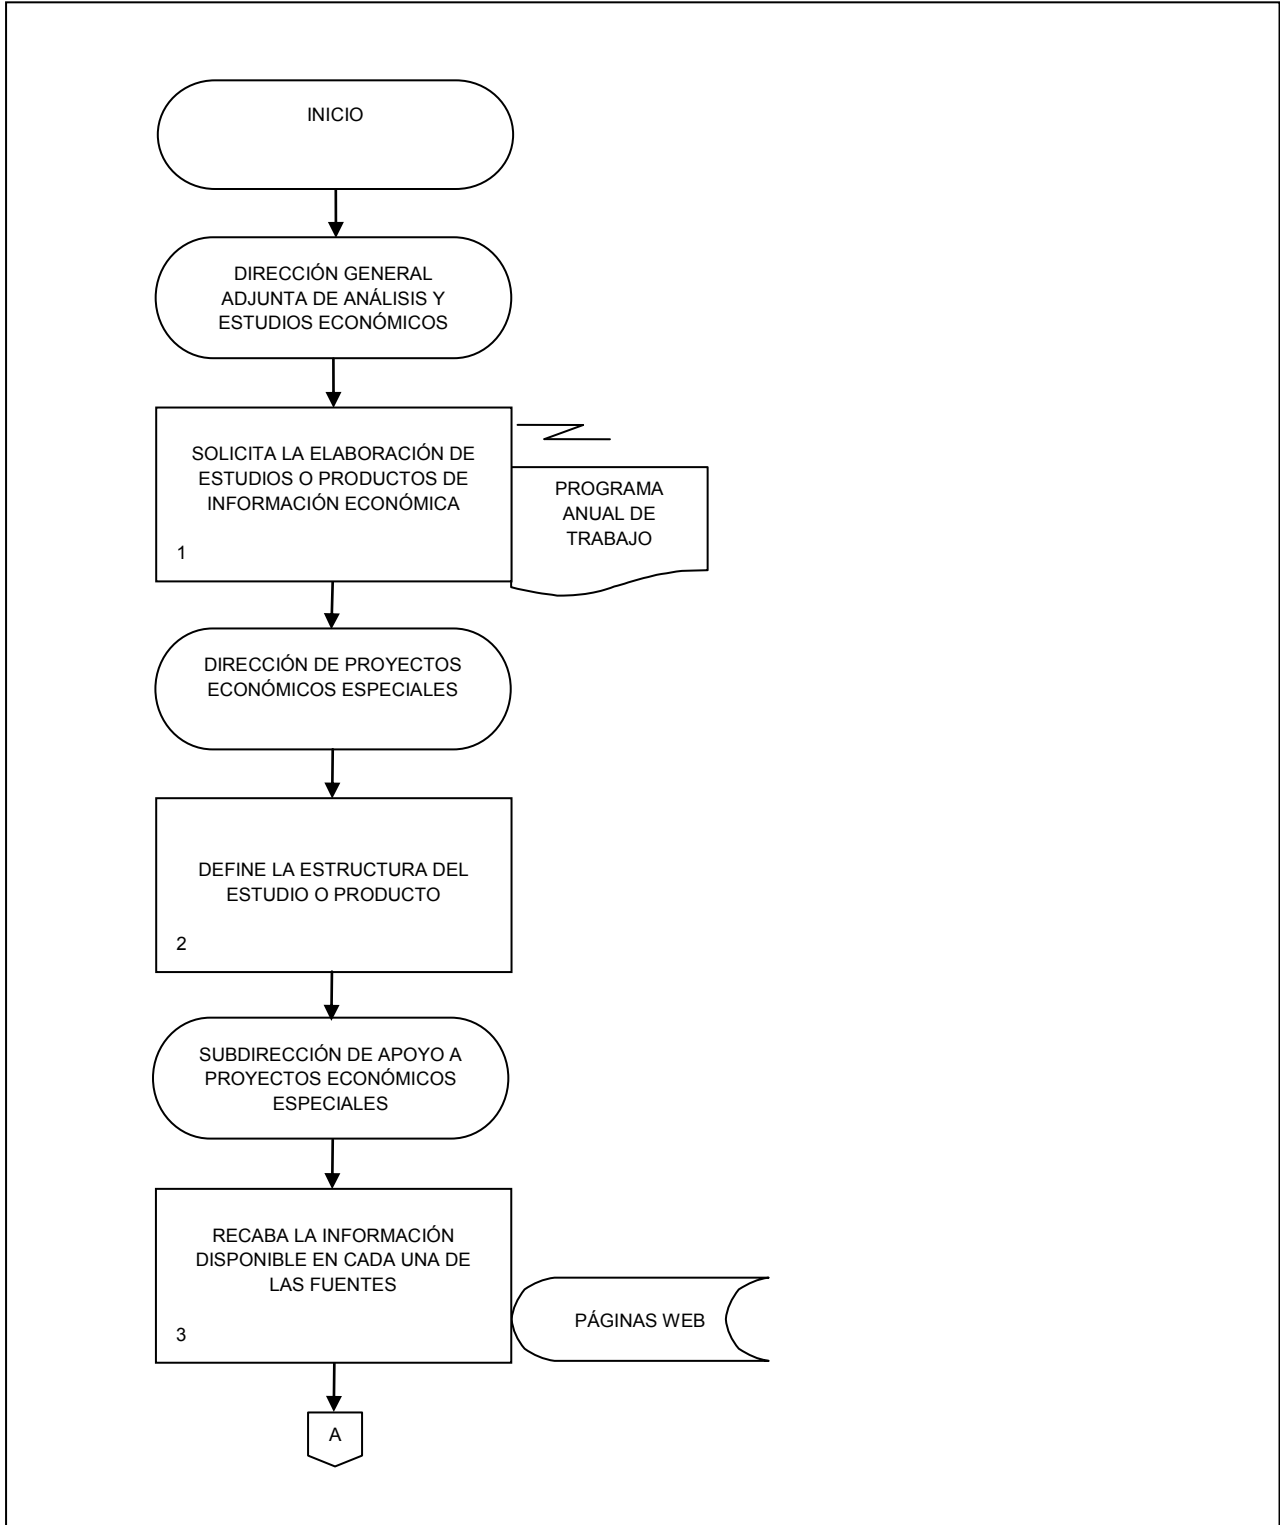 INICIO
DIRECCIÓN GENERAL
ADJUNTA DE ANÁLISIS Y
ESTUDIOS ECONÓMICOS
SOLICITA LA ELABORACIÓN DE
ESTUDIOS O PRODUCTOS DE
INFORMACIÓN ECONÓMICA
1
PROGRAMA
ANUAL DE
TRABAJO
DIRECCIÓN DE PROYECTOS
ECONÓMICOS ESPECIALES
DEFINE LA ESTRUCTURA DEL
ESTUDIO O PRODUCTO
2
SUBDIRECCIÓN DE APOYO A
PROYECTOS ECONÓMICOS
ESPECIALES
RECABA LA INFORMACIÓN
DISPONIBLE EN CADA UNA DE
LAS FUENTES
3
PÁGINAS WEB
A